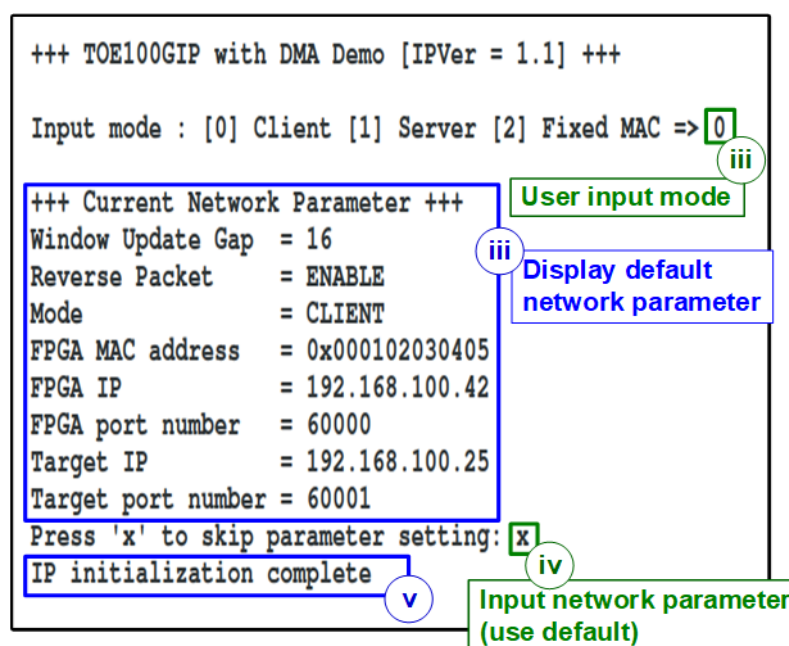 +++ TOE100GIP with DMA Demo [IPVer = 1.1] +++
Input mode : [0] Client [1] Server [2] Fixed MAC => 0
iii
User input mode
+++ Current Network Parameter +++
Window Update Gap = 16
iii
Display default
network parameter
Reverse Packet = ENABLE
Mode = CLIENT
FPGA MAC address = 0x000102030405
FPGA IP = 192.168.100.42
FPGA port number = 60000
Target IP = 192.168.100.25
Target port number = 60001
Press 'x' to skip parameter setting: x
iv
IP initialization complete
v
Input network parameter
(use default)